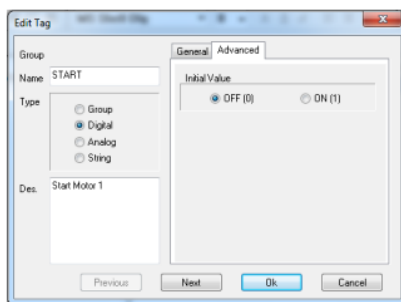 Edit Tag
Group
Name START
Type
Group
Digital
Analog
String
Des. Start Motor 1
General Advanced
Initial Value
OFF (0) ON (1)
Previous Next Ok Cancel